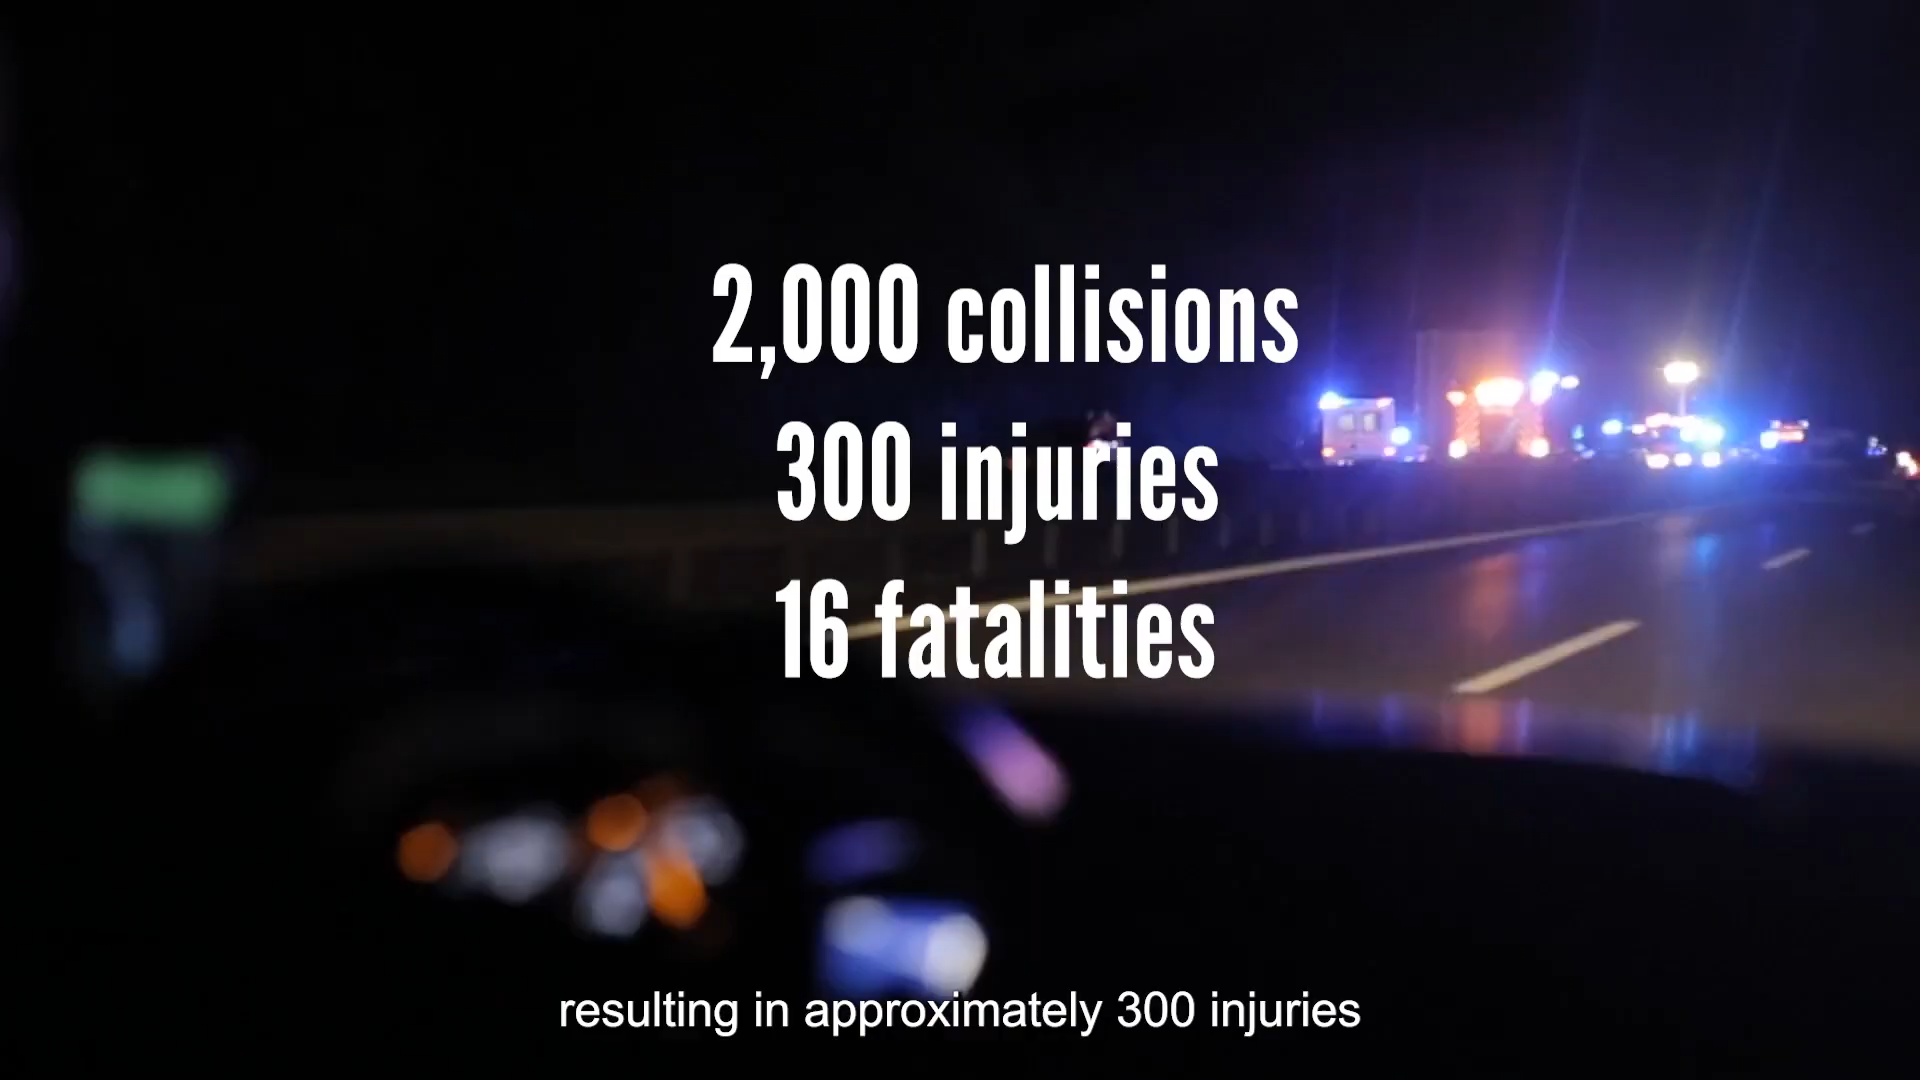 2,000 collisions
300 injuries
16 fatalities
resulting in approximately 300 injuries